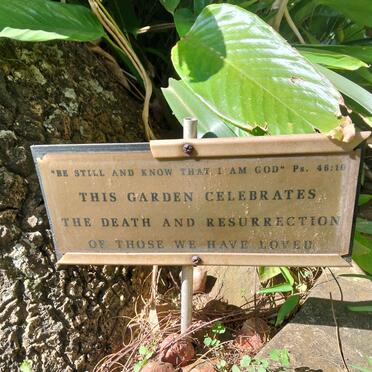 "BE STILL AND KNOW THAT I AM GOD" Ps. 46:10
THIS GARDEN CELEBRATES
THE DEATH AND RESURRECTION
OF THOSE WE HAVE LOVED